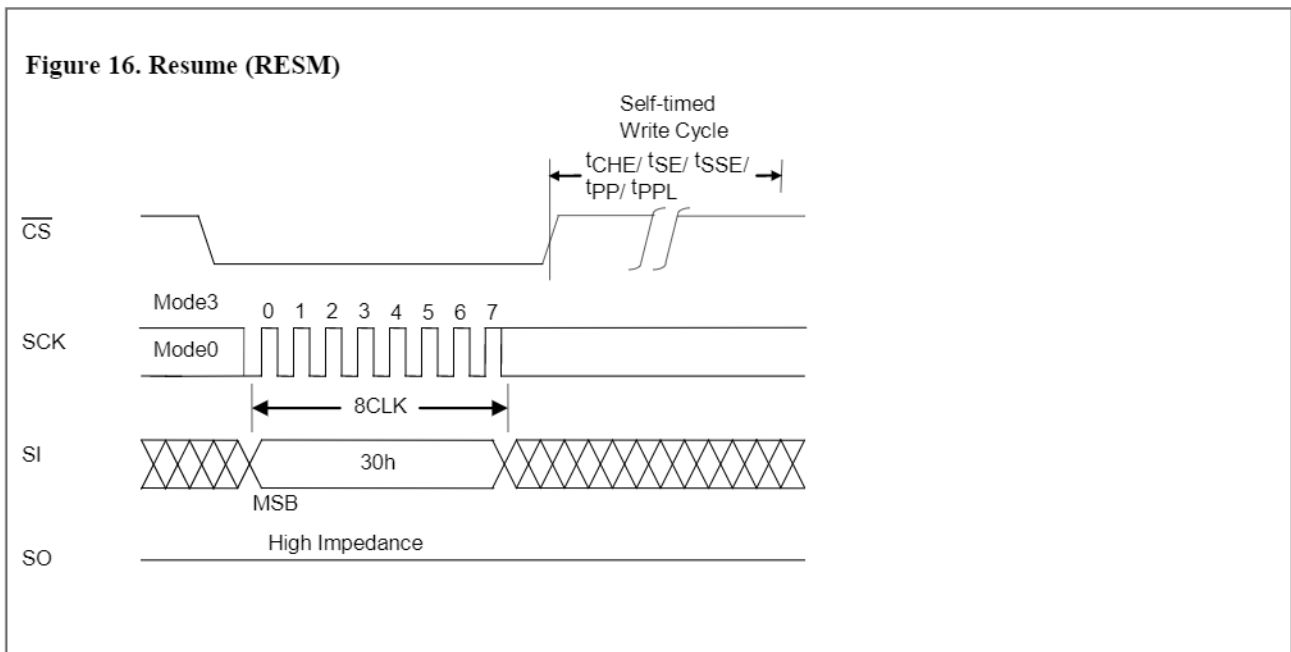 Figure 16. Resume (RESM)
Self-timed
Write Cycle
tCHE/ tSE/ tSSE/
tPP/ tPPL
CS
Mode3
0 1 2 3 4 5 6 7
SCK
Mode0
8CLK
SI
30h
MSB
High Impedance
SO